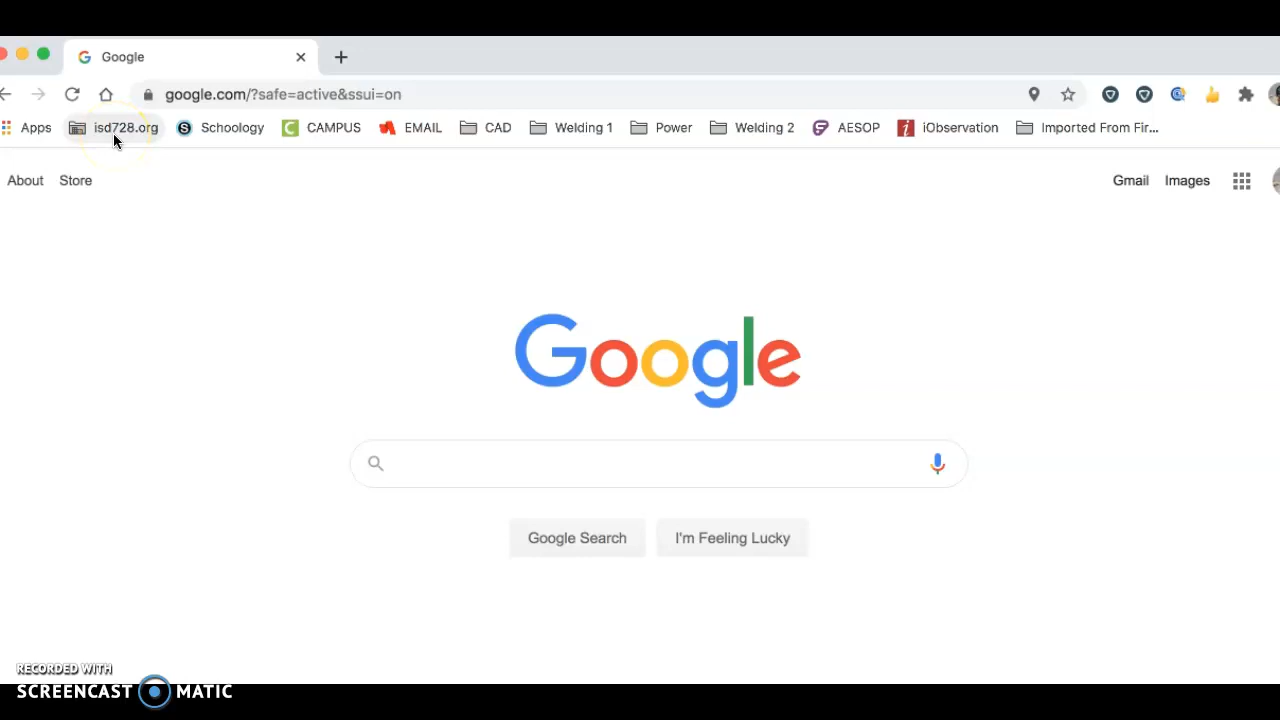 Google
google.com/?safe=active&ssui=on
Apps isd728.org Schoology CAMPUS EMAIL CAD Welding 1 Power Welding 2 AESOP iObservation Imported From Fir...
About Store Gmail Images
Google
Google Search I'm Feeling Lucky
RECORDED WITH
SCREENCAST MATIC